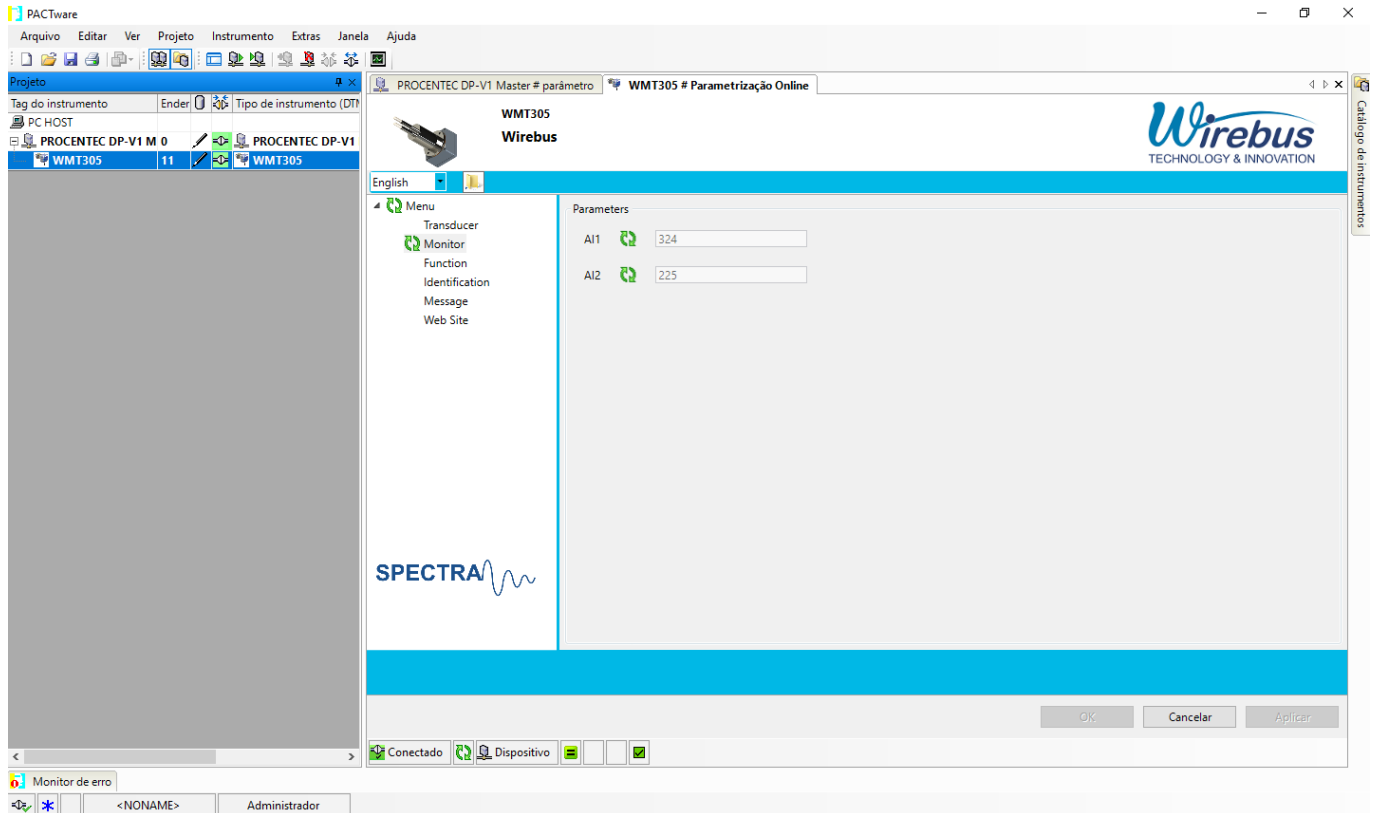 PACTware
Arquivo Editar Ver Projeto Instrumento Extras Janela Ajuda
Projeto
Tag do instrumento Ender Tipo de instrumento (DTM
PC HOST
PROCENTEC DP-V1 M 0 PROCENTEC DP-V1
WMT305 11 WMT305
PROCENTEC DP-V1 Master # parâmetro WMT305 # Parametrização Online
WMT305
Wirebus
Wirebus
TECHNOLOGY & INNOVATION
English
Menu
Transducer
Monitor
Function
Identification
Message
Web Site
SPECTRA
Parameters
AI1 324
AI2 225
OK Cancelar Aplicar
Conectado Dispositivo
Catálogo de instrumentos
Monitor de erro
<NONAME> Administrador